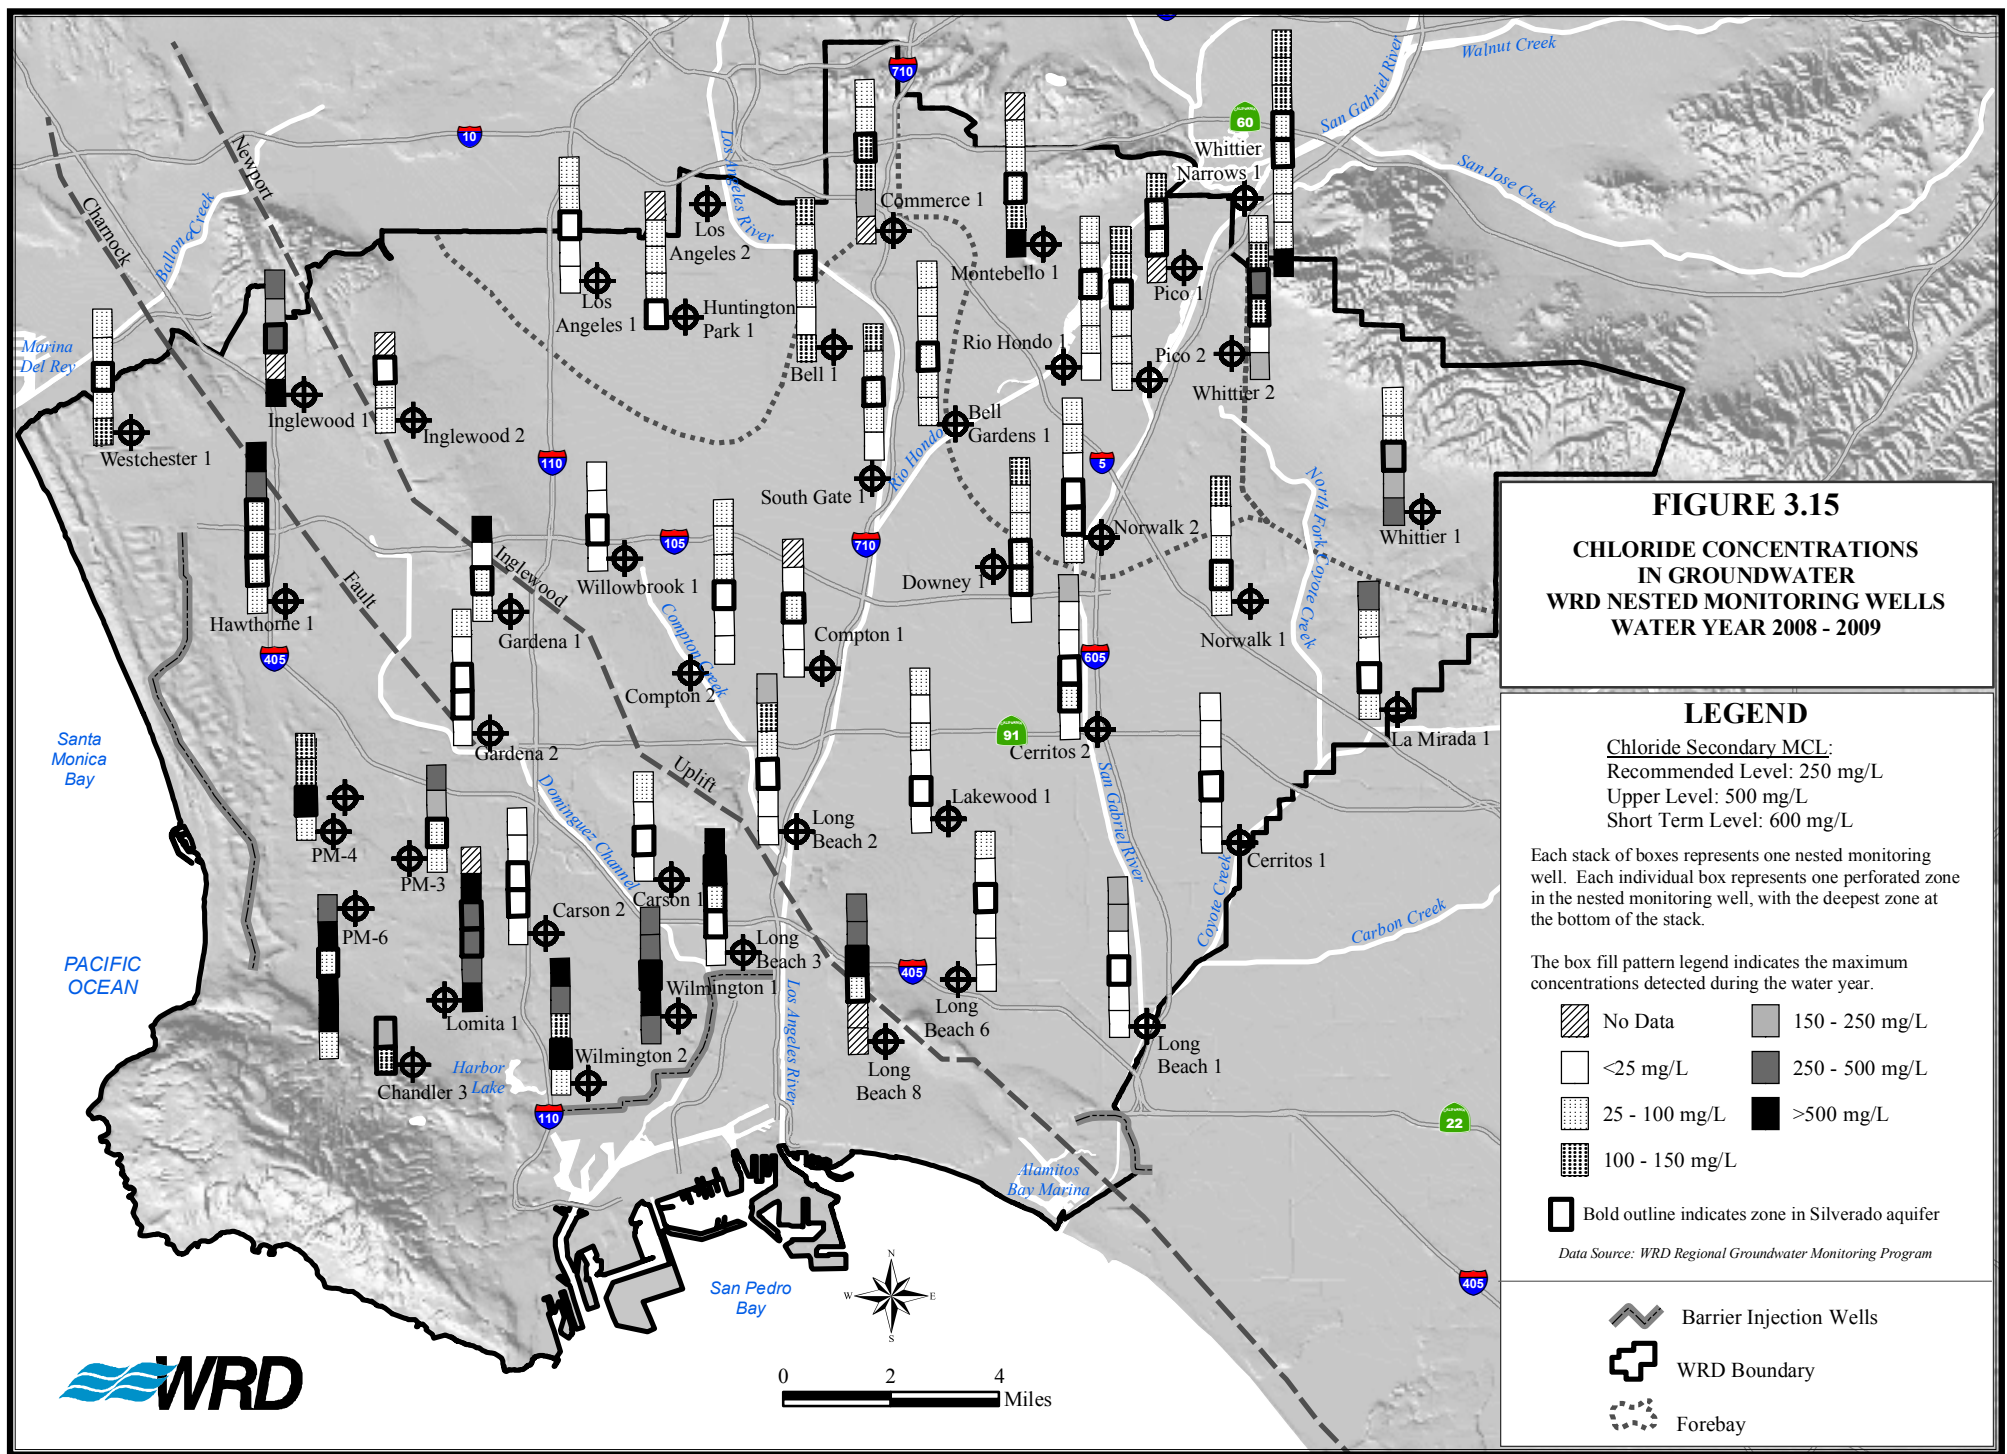 FIGURE 3.15
CHLORIDE CONCENTRATIONS
IN GROUNDWATER
WRD NESTED MONITORING WELLS
WATER YEAR 2008 - 2009
LEGEND
Chloride Secondary MCL:
Recommended Level: 250 mg/L
Upper Level: 500 mg/L
Short Term Level: 600 mg/L
Each stack of boxes represents one nested monitoring
well. Each individual box represents one perforated zone
in the nested monitoring well, with the deepest zone at
the bottom of the stack.
The box fill pattern legend indicates the maximum
concentrations detected during the water year.
No Data
<25 mg/L
25 - 100 mg/L
100 - 150 mg/L
150 - 250 mg/L
250 - 500 mg/L
>500 mg/L
Bold outline indicates zone in Silverado aquifer
Data Source: WRD Regional Groundwater Monitoring Program
Barrier Injection Wells
WRD Boundary
Forebay
Walnut Creek
San Gabriel River
San Jose Creek
710
60
10
Whittier
Narrows 1
Los Angeles River
Newport
Charnock
Ballona Creek
Los
Angeles 2
Commerce 1
Montebello 1
Pico 1
Los
Angeles 1
Huntington
Park 1
Bell 1
Rio Hondo 1
Pico 2
Whittier 2
Marina
Del Rey
Inglewood 1
Inglewood 2
Westchester 1
Bell
Gardens 1
Rio Hondo
South Gate 1
110
5
North Fork Coyote Creek
Whittier 1
105
710
Norwalk 2
Willowbrook 1
Downey 1
Inglewood
Fault
Hawthorne 1
Gardena 1
Compton 1
Compton Creek
Norwalk 1
405
605
Compton 2
Gardena 2
Santa
Monica
Bay
91
Cerritos 2
La Mirada 1
Uplift
Dominguez Channel
San Gabriel River
Lakewood 1
Long
Beach 2
PM-4
PM-3
Cerritos 1
Carson 1
Carson 2
Coyote Creek
Carbon Creek
PM-6
Long
Beach 3
PACIFIC
OCEAN
405
Wilmington 1
Los Angeles River
Lomita 1
Long
Beach 6
Wilmington 2
Long
Beach 1
Harbor
Lake
Chandler 3
Long
Beach 8
110
22
Alamitos
Bay Marina
N
W
E
S
San Pedro
Bay
405
0
2
4
Miles
WRD